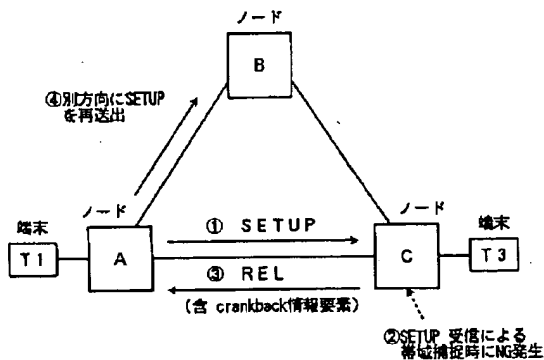 ノード
B
④別方向にSETUP
を再送出
ノード
端末
T1
A
① SETUP
③ REL
(含 crankback情報要素)
ノード
C
端末
T3
②SETUP 受信による
帯域捕捉時にNG発生